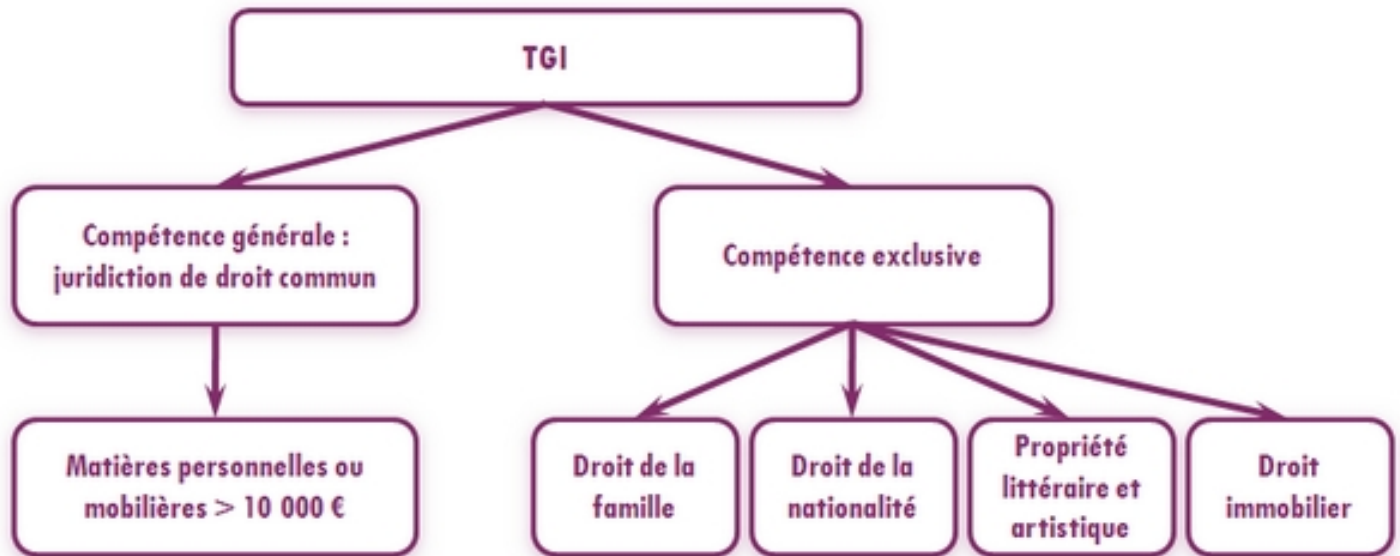 TGI
Compétence générale :
juridiction de droit commun
Compétence exclusive
Matières personnelles ou
mobilières > 10 000 €
Droit de la
famille
Droit de la
nationalité
Propriété
littéraire et
artistique
Droit
immobilier